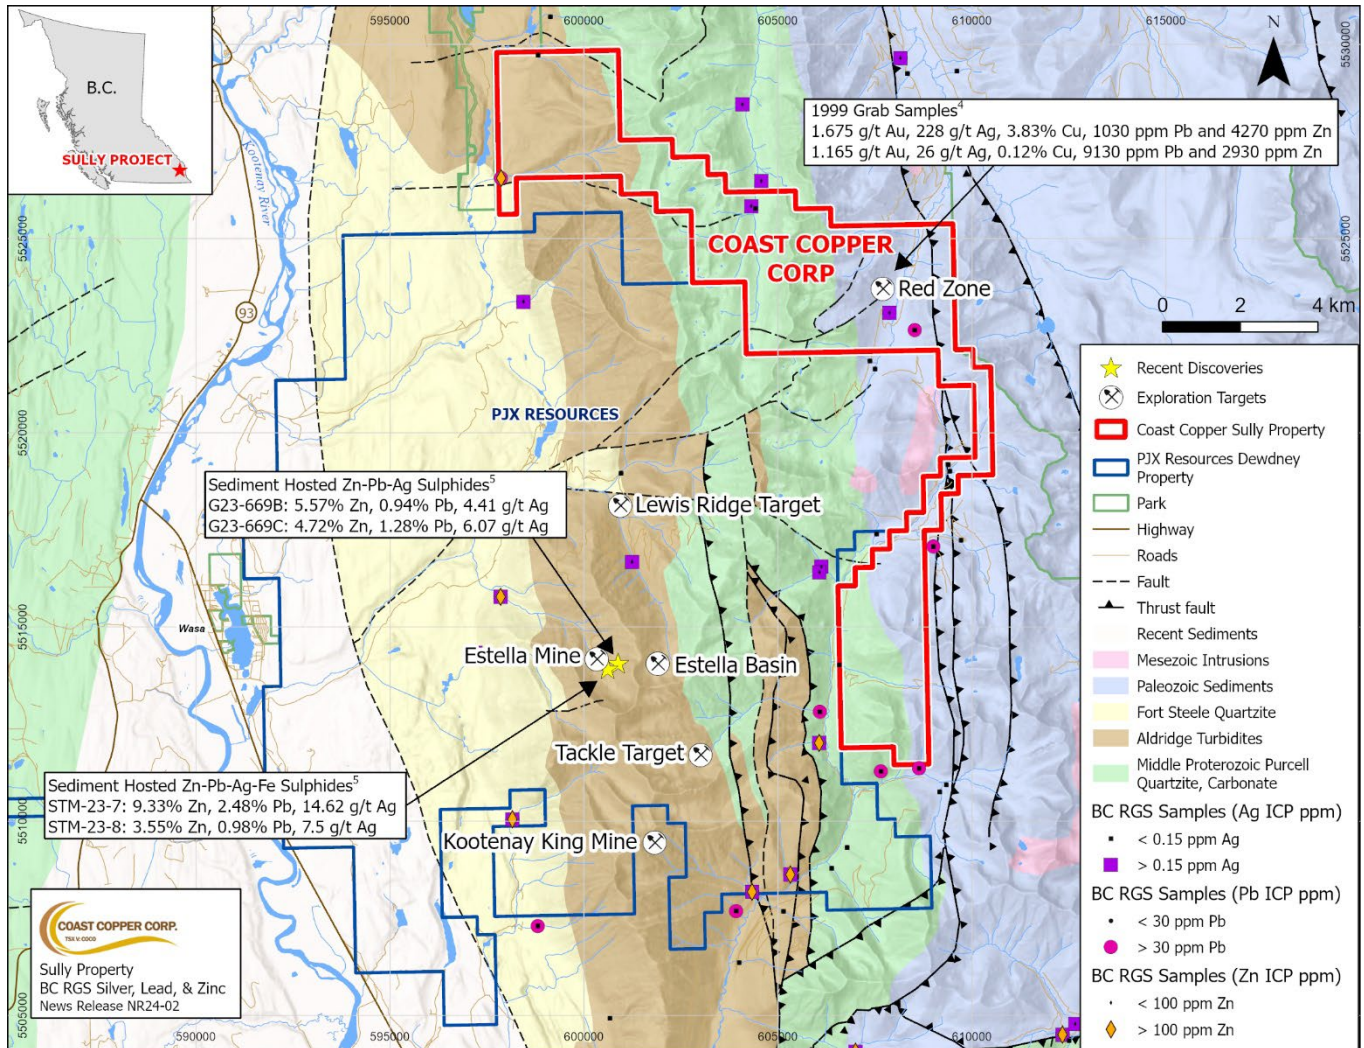 595000
600000
605000
610000
615000
B.C.
SULLY PROJECT
N
5530000
5530000
Kootenay River
1999 Grab Samples⁴
1.675 g/t Au, 228 g/t Ag, 3.83% Cu, 1030 ppm Pb and 4270 ppm Zn
1.165 g/t Au, 26 g/t Ag, 0.12% Cu, 9130 ppm Pb and 2930 ppm Zn
5525000
5525000
COAST COPPER
CORP
Red Zone
93
0 2 4 km
PJX RESOURCES
5520000
Sediment Hosted Zn-Pb-Ag Sulphides⁵
G23-669B: 5.57% Zn, 0.94% Pb, 4.41 g/t Ag
G23-669C: 4.72% Zn, 1.28% Pb, 6.07 g/t Ag
Lewis Ridge Target
5515000
Wasa
Estella Mine
Estella Basin
Tackle Target
Sediment Hosted Zn-Pb-Ag-Fe Sulphides⁵
STM-23-7: 9.33% Zn, 2.48% Pb, 14.62 g/t Ag
STM-23-8: 3.55% Zn, 0.98% Pb, 7.5 g/t Ag
5510000
Kootenay King Mine
COAST COPPER CORP.
TSX V: COCO
Sully Property
BC RGS Silver, Lead, & Zinc
News Release NR24-02
5505000
590000
595000
600000
605000
610000
Recent Discoveries
Exploration Targets
Coast Copper Sully Property
PJX Resources Dewdney
Property
Park
Highway
Roads
Fault
Thrust fault
Recent Sediments
Mesezoic Intrusions
Paleozoic Sediments
Fort Steele Quartzite
Aldridge Turbidites
Middle Proterozoic Purcell
Quartzite, Carbonate
BC RGS Samples (Ag ICP ppm)
< 0.15 ppm Ag
> 0.15 ppm Ag
BC RGS Samples (Pb ICP ppm)
< 30 ppm Pb
> 30 ppm Pb
BC RGS Samples (Zn ICP ppm)
< 100 ppm Zn
> 100 ppm Zn